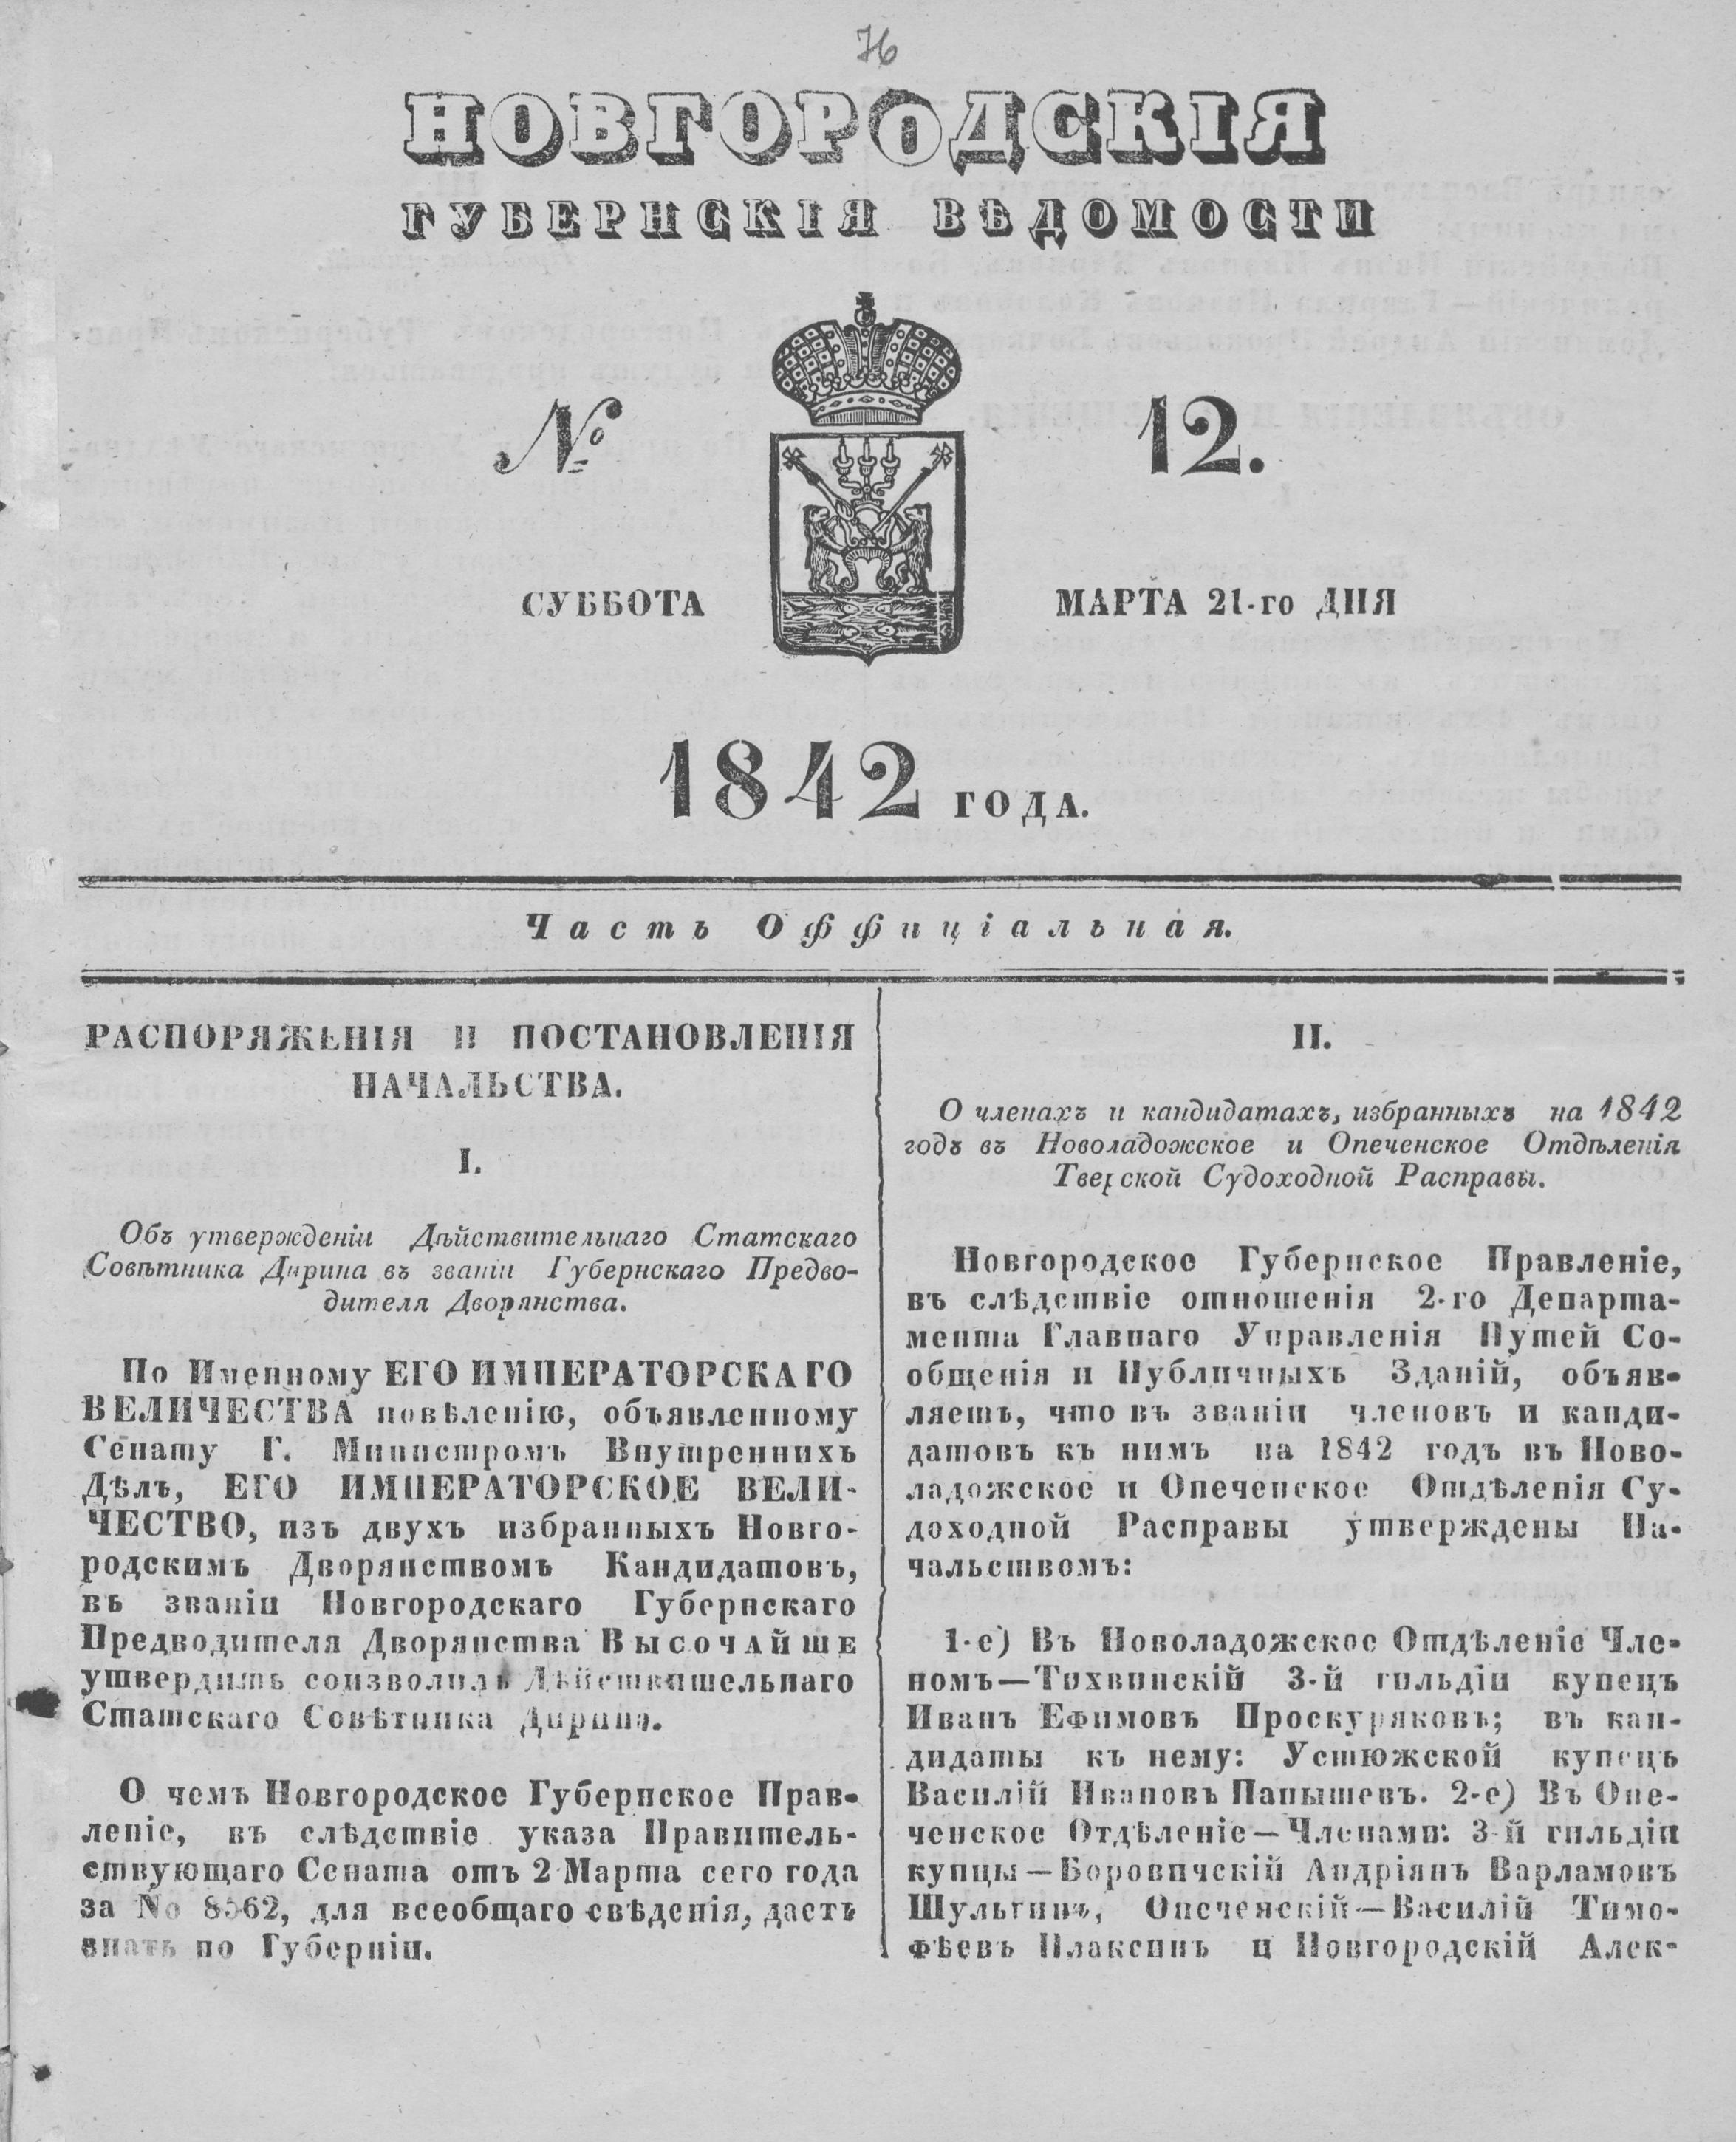 76
НОВГОРОДСКІЯ
ГУБЕРНСКІЯ ВѢДОМОСТИ
№ 12.
СУББОТА МАРТА 21-го ДНЯ
1842 ГОДА.
Часть Оффиціальная.
РАСПОРЯЖЕНІЯ И ПОСТАНОВЛЕНІЯ
НАЧАЛЬСТВА.
I.
Объ утвержденіи Дѣйствительнаго Статскаго
Совѣтника Дирина въ званіи Губернскаго Предво-
дителя Дворянства.
По Именному ЕГО ИМПЕРАТОРСКАГО
ВЕЛИЧЕСТВА повѣленію, объявленному
Сенату Г. Министромъ Внутреннихъ
Дѣлъ, ЕГО ИМПЕРАТОРСКОЕ ВЕЛИ-
ЧЕСТВО, изъ двухъ избранныхъ Новго-
родскимъ Дворянствомъ Кандидатовъ,
въ званіи Новгородскаго Губернскаго
Предводителя Дворянства ВЫСОЧАЙШЕ
утвердить соизволилъ Дѣйствительнаго
Статскаго Совѣтника Дирина.
О чемъ Новгородское Губернское Прав-
леніе, въ слѣдствіе указа Правитель-
ствующаго Сената отъ 2 Марта сего года
за No для всеобщаго свѣденія, даетъ
знать по Губерніи.
II.
О членахъ и кандидатахъ, избранныхъ на 1842
годъ въ Новоладожское и Опеченское Отдѣленія
Тверской Судоходной Расправы.
Новгородское Губернское Правленіе,
въ слѣдствіе отношенія 2-го Департа-
мента Главнаго Управленія Путей Со-
общенія и Публичныхъ Зданій, объяв-
ляетъ, что въ званіи членовъ и канди-
датовъ къ нимъ на 1842 годъ въ Ново-
ладожское и Опеченское Отдѣленія Су-
доходной Расправы утверждены На-
чальствомъ:
1-е) Въ Новоладожское Отдѣленіе Чле-
номъ—Тихвинскій 3-й гильдіи купецъ
Иванъ Ефимовъ Проскуряковъ; въ кан-
дидаты къ нему: Устюжской купецъ
Василій Ивановъ Папышевъ. 2-е) Въ Опе-
ченское Отдѣленіе—Членами: 3-й гильдіи
купцы—Боровичскій Андріянъ Варламовъ
Шульгинъ, Опеченскій—Василій Тимо-
фѣевъ Плаксинъ и Новгородскій Алек-